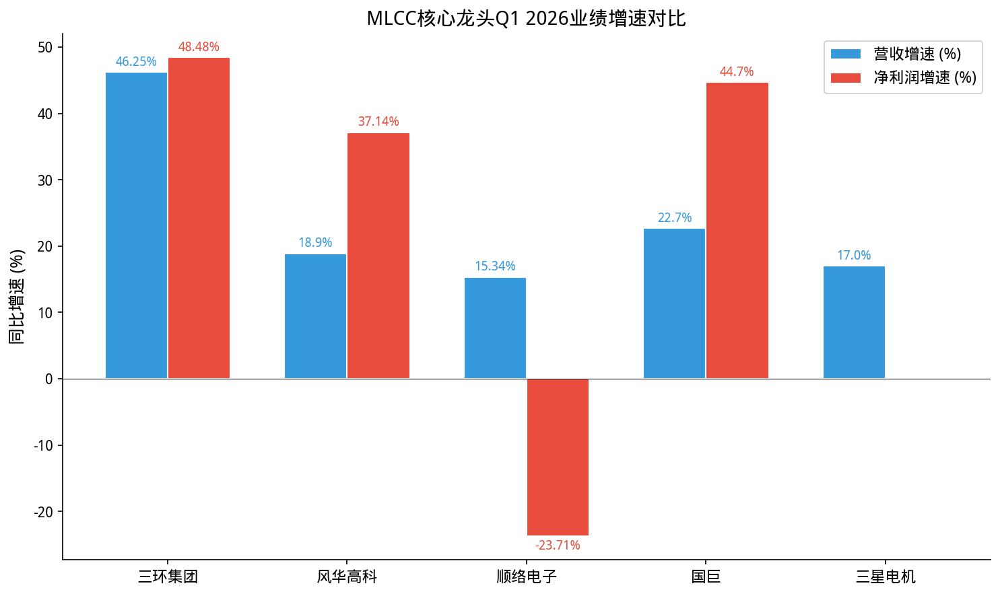 MLCC核心龙头Q1 2026业绩增速对比
营收增速 (%)
净利润增速 (%)
同比增速 (%)
50
40
30
20
10
0
-10
-20
46.25%
48.48%
18.9%
37.14%
15.34%
-23.71%
22.7%
44.7%
17.0%
三环集团
风华高科
顺络电子
国巨
三星电机